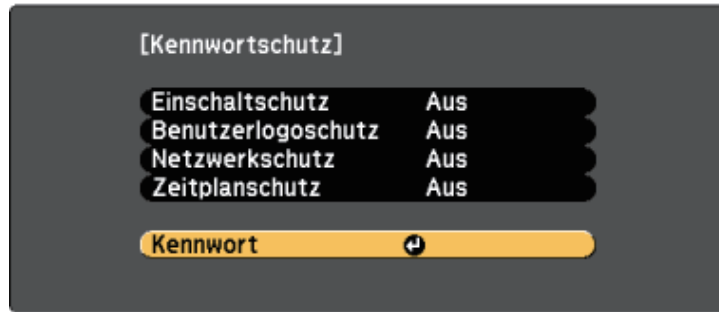 [Kennwortschutz]
Einschaltschutz Aus
Benutzerlogoschutz Aus
Netzwerkschutz Aus
Zeitplanschutz Aus
Kennwort